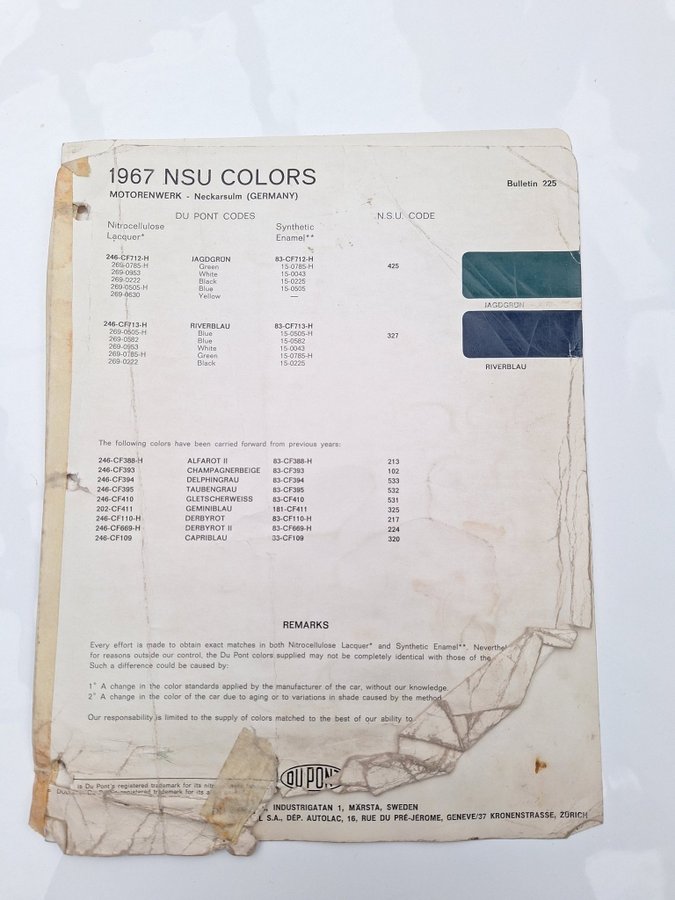 1967 NSU COLORS
MOTORENWERK - Neckarsulm (GERMANY)
Bulletin 225
DU PONT CODES N.S.U. CODE
Nitrocellulose Synthetic
Lacquer* Enamel**
246-CF712-H JAGDGRÜN 83-CF712-H
269-0785-H Green 15-0785-H 425
269-0953 White 15-0043
269-0222 Black 15-0225
269-0505-H Blue 15-0505
269-0630 Yellow —
JAGDGRÜN
246-CF713-H RIVERBLAU 83-CF713-H
269-0505-H Blue 15-0505-H 327
269-0582 Blue 15-0582
269-0953 White 15-0043
269-0785-H Green 15-0785-H
269-0222 Black 15-0225
RIVERBLAU
The following colors have been carried forward from previous years:
246-CF388-H ALFAROT II 83-CF388-H 213
246-CF393 CHAMPAGNERBEIGE 83-CF393 102
246-CF394 DELPHINGRAU 83-CF394 533
246-CF395 TAUBENGRAU 83-CF395 532
246-CF410 GLETSCHERWEISS 83-CF410 531
202-CF411 GEMINIBLAU 181-CF411 325
246-CF110-H DERBYROT 83-CF110-H 217
246-CF669-H DERBYROT II 83-CF669-H 224
246-CF109 CAPRIBLAU 33-CF109 320
REMARKS
Every effort is made to obtain exact matches in both Nitrocellulose Lacquer* and Synthetic Enamel**. Neverthel
for reasons outside our control, the Du Pont colors supplied may not be completely identical with those of the
Such a difference could be caused by:
1° A change in the color standards applied by the manufacturer of the car, without our knowledge.
2° A change in the color of the car due to aging or to variations in shade caused by the method
Our responsability is limited to the supply of colors matched to the best of our ability to
is Du Pont's registered trademark for its nitr
registered trademark for its a
DU PONT
INDUSTRIGATAN 1, MÄRSTA, SWEDEN
L S.A., DÉP. AUTOLAC, 16, RUE DU PRÉ-JÉROME, GENEVE/37 KRONENSTRASSE, ZÜRICH